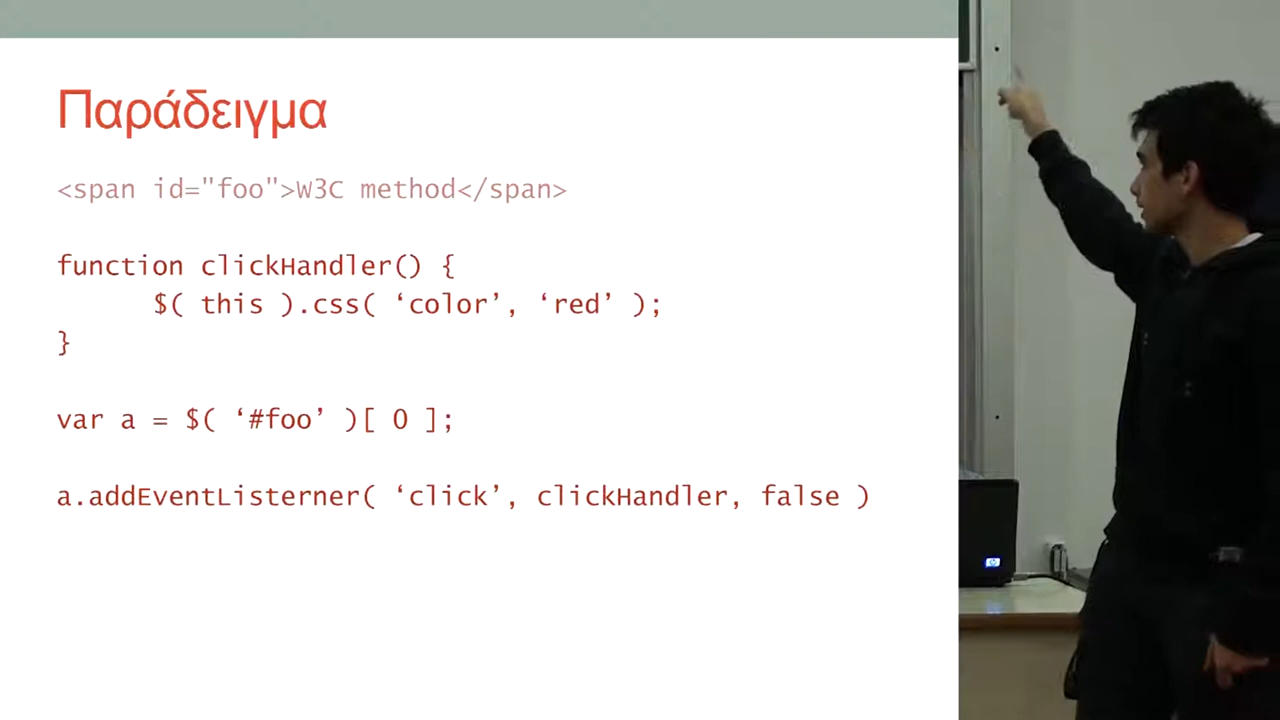 Παράδειγμα
<span id="foo">W3C method</span>
function clickHandler() {
$( this ).css( ‘color’, ‘red’ );
}
var a = $( ‘#foo’ )[ 0 ];
a.addEventListerner( ‘click’, clickHandler, false )
hp